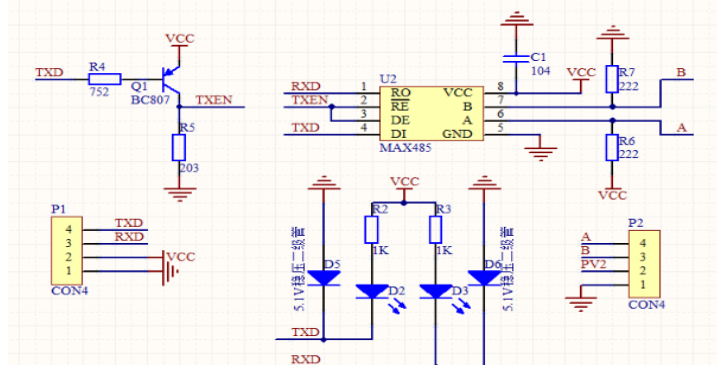 VCC
TXD
R4
752
Q1
BC807
TXEN
R5
203
C1
104
VCC
R7
222
B
U2
RXD
1
RO
VCC
8
TXEN
2
RE
B
7
3
DE
A
6
TXD
4
DI
GND
5
MAX485
R6
222
A
VCC
P1
4
TXD
3
RXD
2
VCC
1
CON4
VCC
R2
R3
1K
1K
5.1V稳压二级管
D5
D2
D3
D6
5.1V稳压二级管
TXD
RXD
P2
A
4
B
3
PV2
2
1
CON4